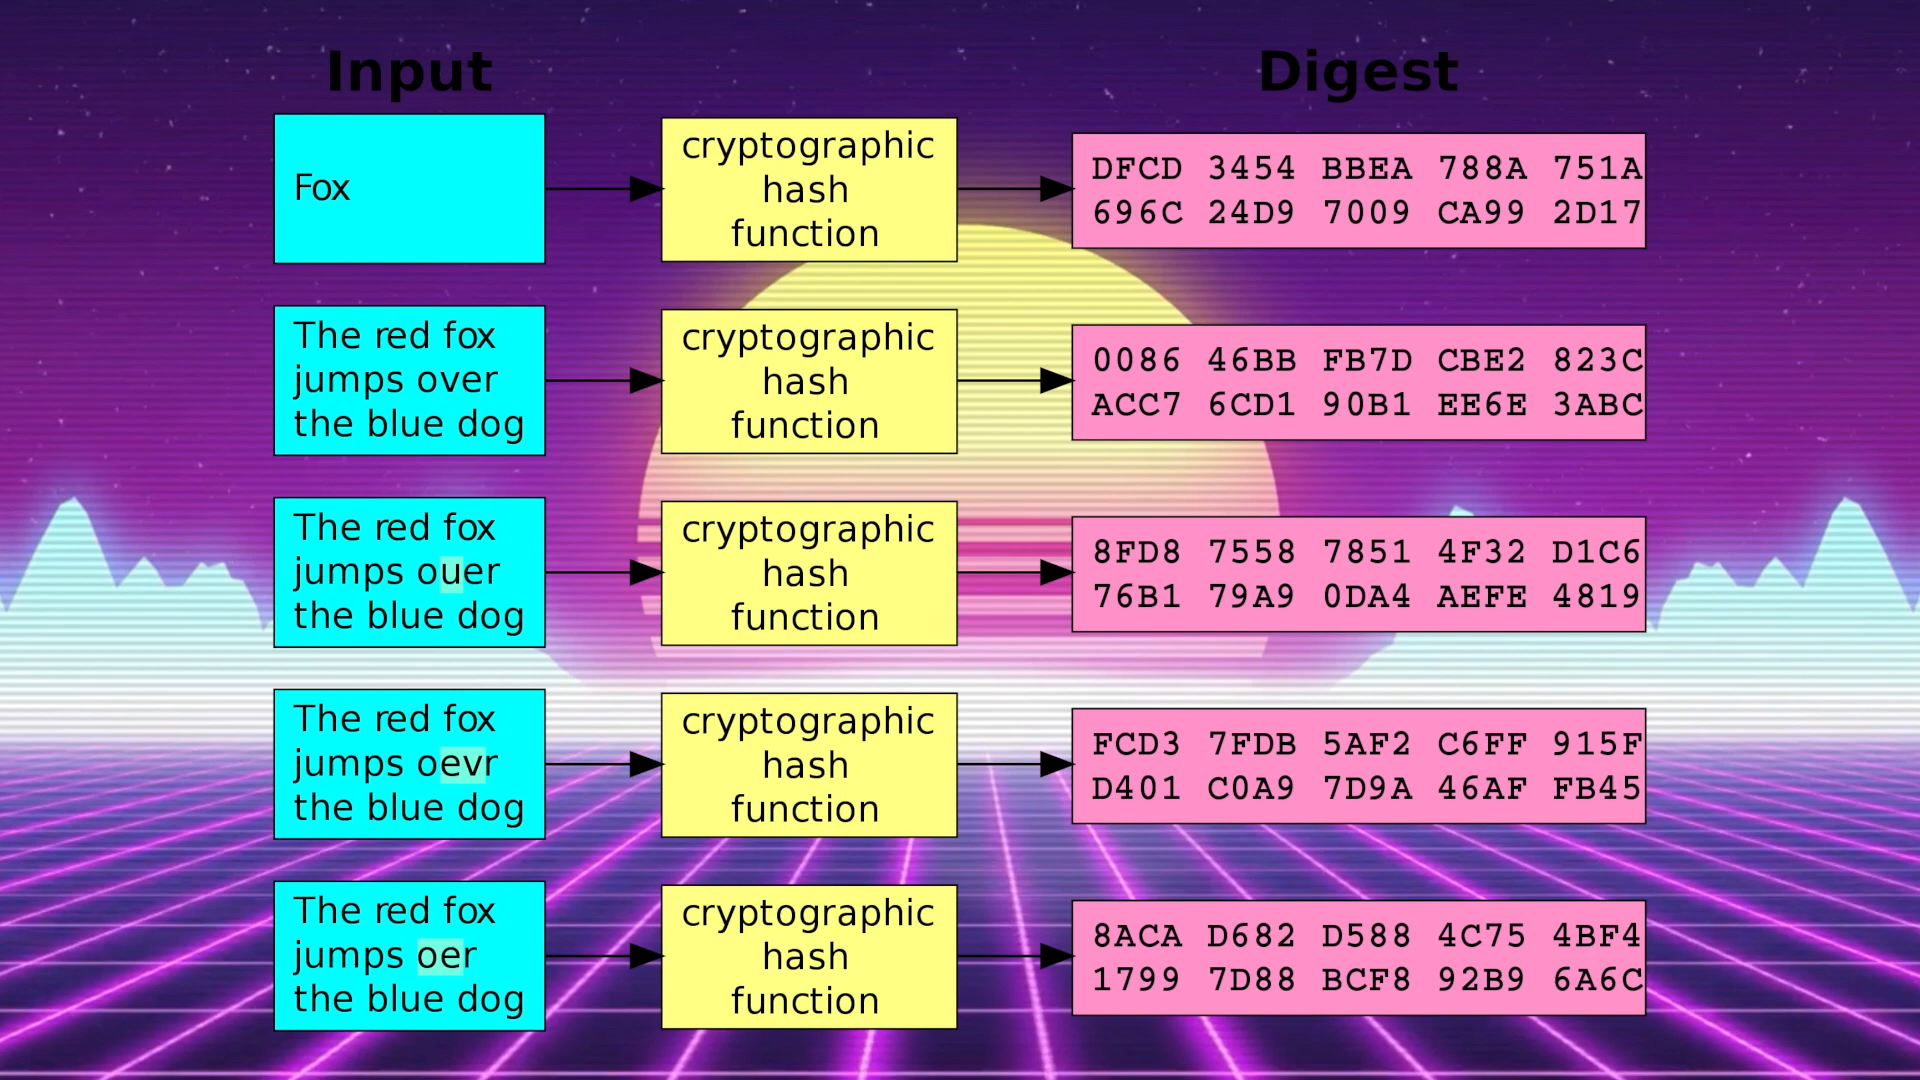 Input
Digest
Fox
cryptographic
hash
function
DFCD 3454 BBEA 788A 751A
696C 24D9 7009 CA99 2D17
The red fox
jumps over
the blue dog
cryptographic
hash
function
0086 46BB FB7D CBE2 823C
ACC7 6CD1 90B1 EE6E 3ABC
The red fox
jumps ouer
the blue dog
cryptographic
hash
function
8FD8 7558 7851 4F32 D1C6
76B1 79A9 0DA4 AEFE 4819
The red fox
jumps oevr
the blue dog
cryptographic
hash
function
FCD3 7FDB 5AF2 C6FF 915F
D401 C0A9 7D9A 46AF FB45
The red fox
jumps oer
the blue dog
cryptographic
hash
function
8ACA D682 D588 4C75 4BF4
1799 7D88 BCF8 92B9 6A6C